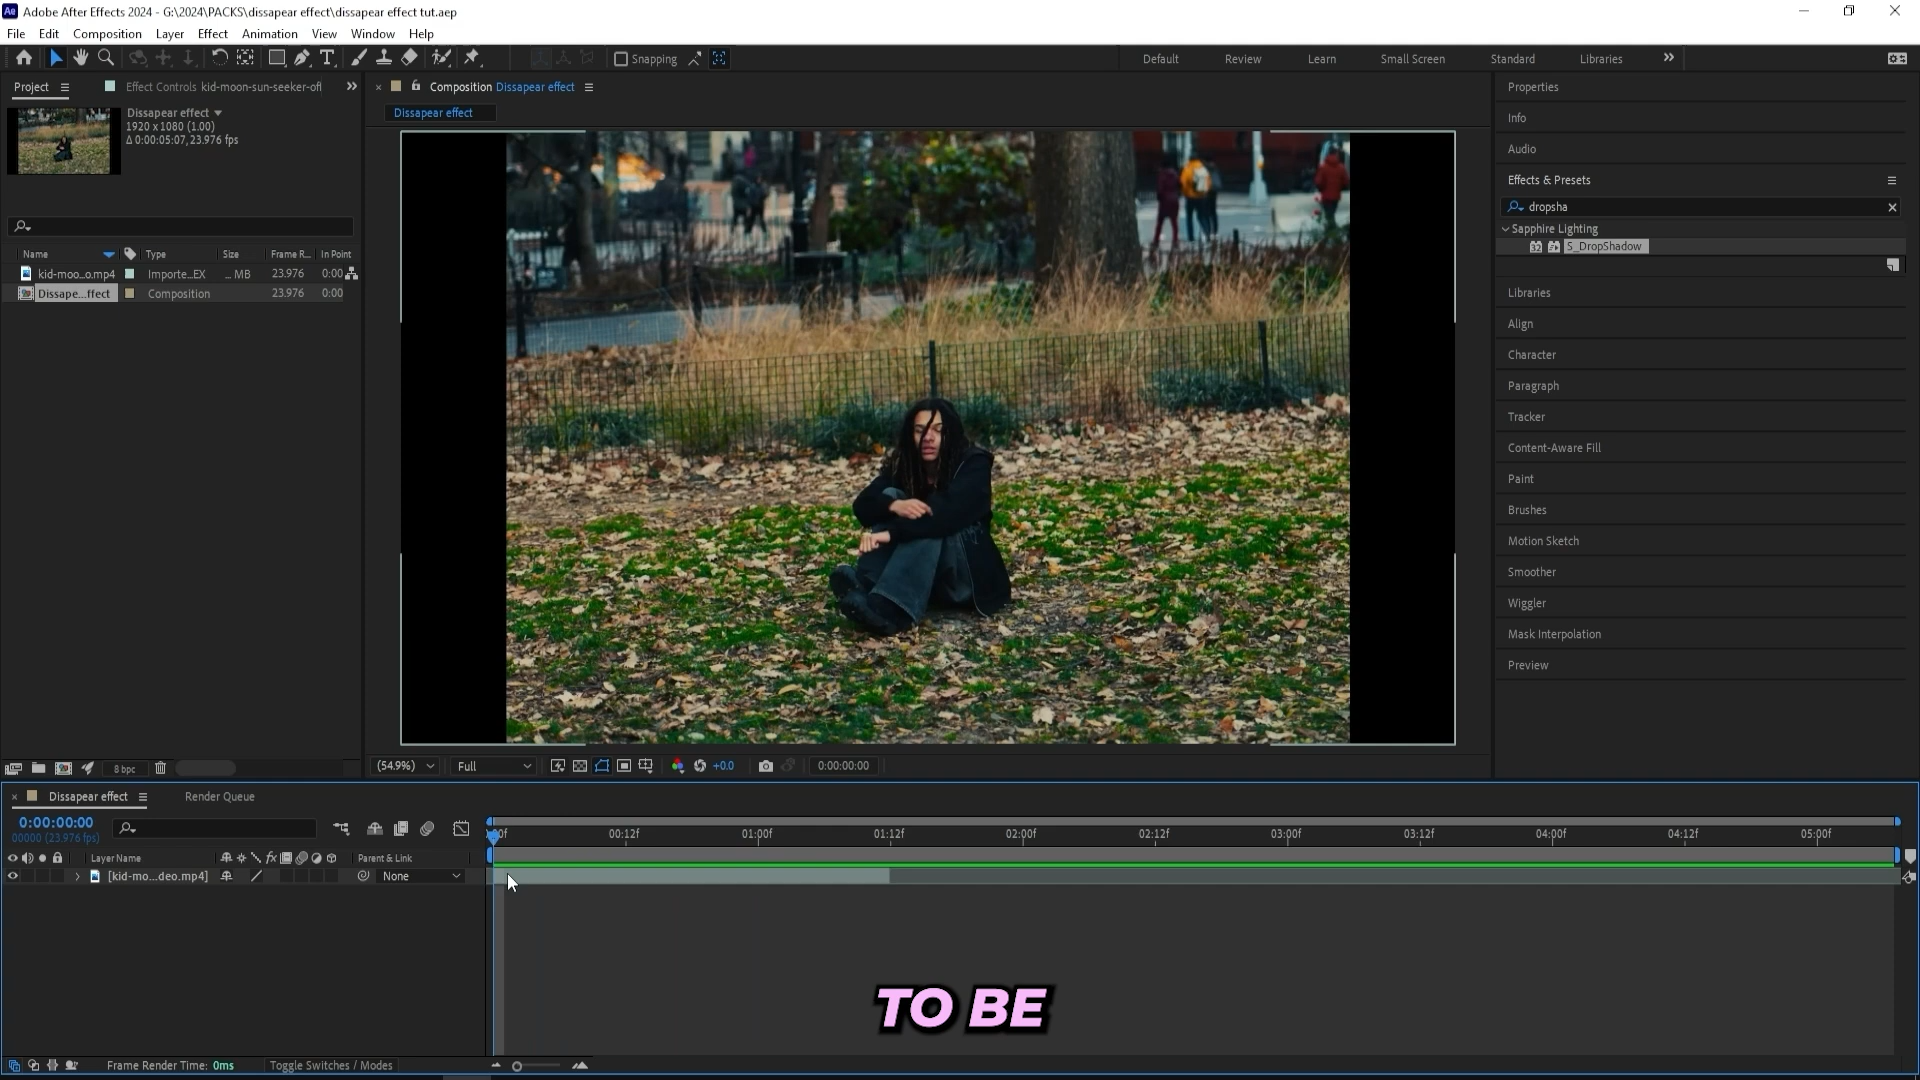 Adobe After Effects 2024 - G:\2024\PACKS\dissapear effect\dissapear effect tut.aep
File Edit Composition Layer Effect Animation View Window Help
Snapping Default Review Learn Small Screen Standard Libraries
Project Effect Controls kid-moon-sun-seeker-ofl
Composition Dissapear effect
Dissapear effect
Dissapear effect
1920 x 1080 (1.00)
Δ 0:00:05:07, 23.976 fps
Name Type Size Frame R... In Point
kid-moo...o.mp4 Importe...EX ... MB 23.976 0:00
Dissape...ffect Composition 23.976 0:00
Properties
Info
Audio
Effects & Presets
dropsha
Sapphire Lighting
S_DropShadow
Libraries
Align
Character
Paragraph
Tracker
Content-Aware Fill
Paint
Brushes
Motion Sketch
Smoother
Wiggler
Mask Interpolation
Preview
8 bpc
(54.9%) Full +0.0 0:00:00:00
Dissapear effect Render Queue
0:00:00:00
00000 (23.976 fps)
00f 00:12f 01:00f 01:12f 02:00f 02:12f 03:00f 03:12f 04:00f 04:12f 05:00f
Layer Name Parent & Link
[kid-mo...deo.mp4] None
TO BE
Frame Render Time: 0ms Toggle Switches / Modes